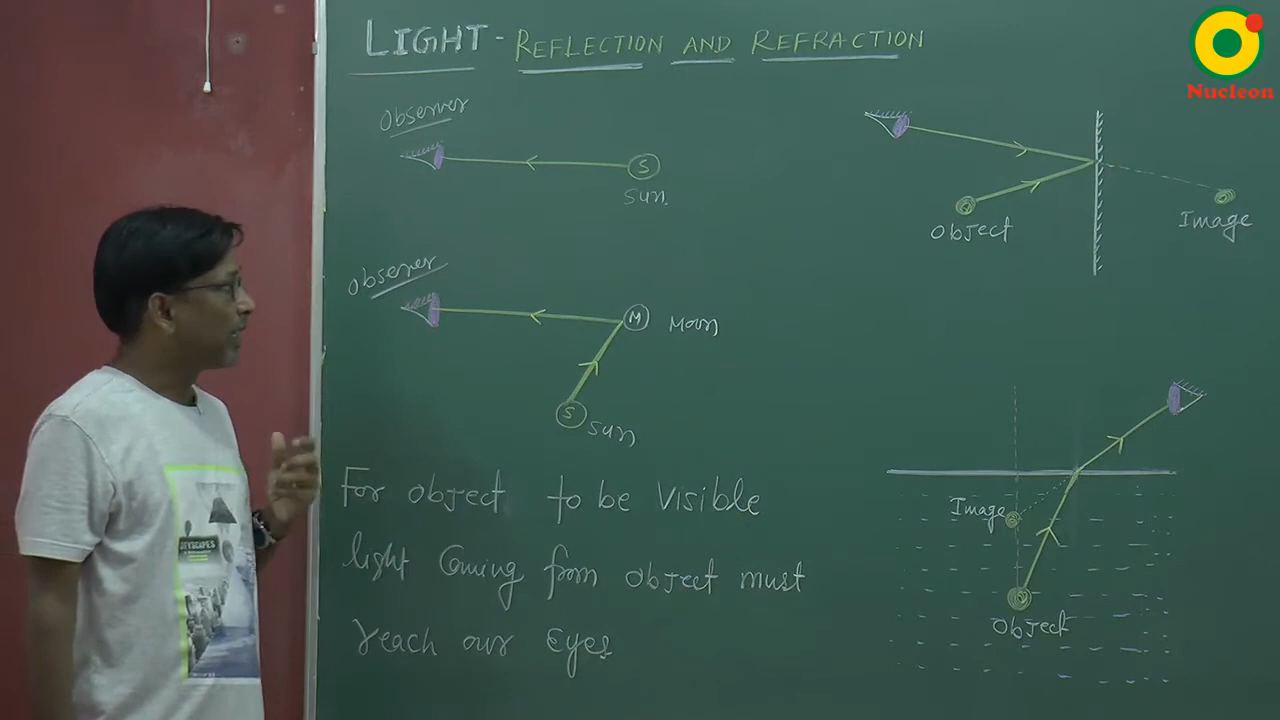 LIGHT - REFLECTION AND REFRACTION
Nucleon
Observer
S
Sun
Object
Image
Observer
M
Moon
S
Sun
For object to be visible
light coming from object must
reach our Eyes
Image
Object